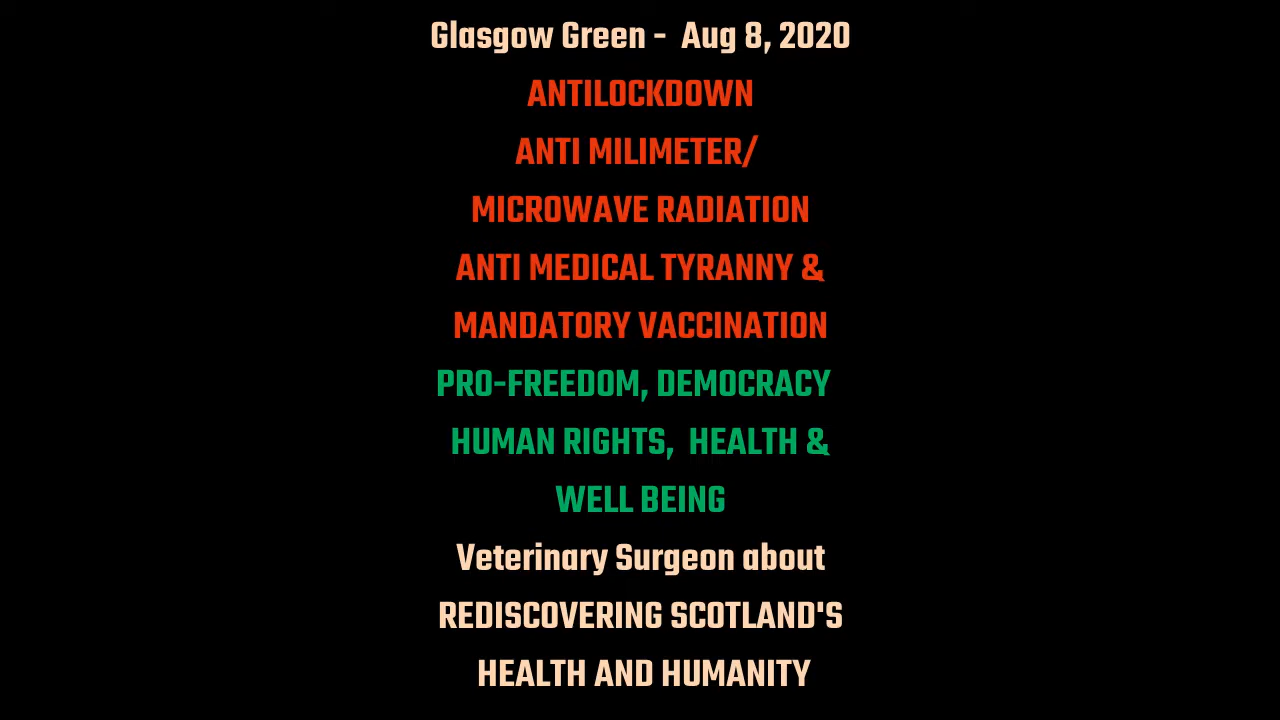 Glasgow Green - Aug 8, 2020
ANTILOCKDOWN
ANTI MILIMETER/
MICROWAVE RADIATION
ANTI MEDICAL TYRANNY &
MANDATORY VACCINATION
PRO-FREEDOM, DEMOCRACY
HUMAN RIGHTS, HEALTH &
WELL BEING
Veterinary Surgeon about
REDISCOVERING SCOTLAND'S
HEALTH AND HUMANITY